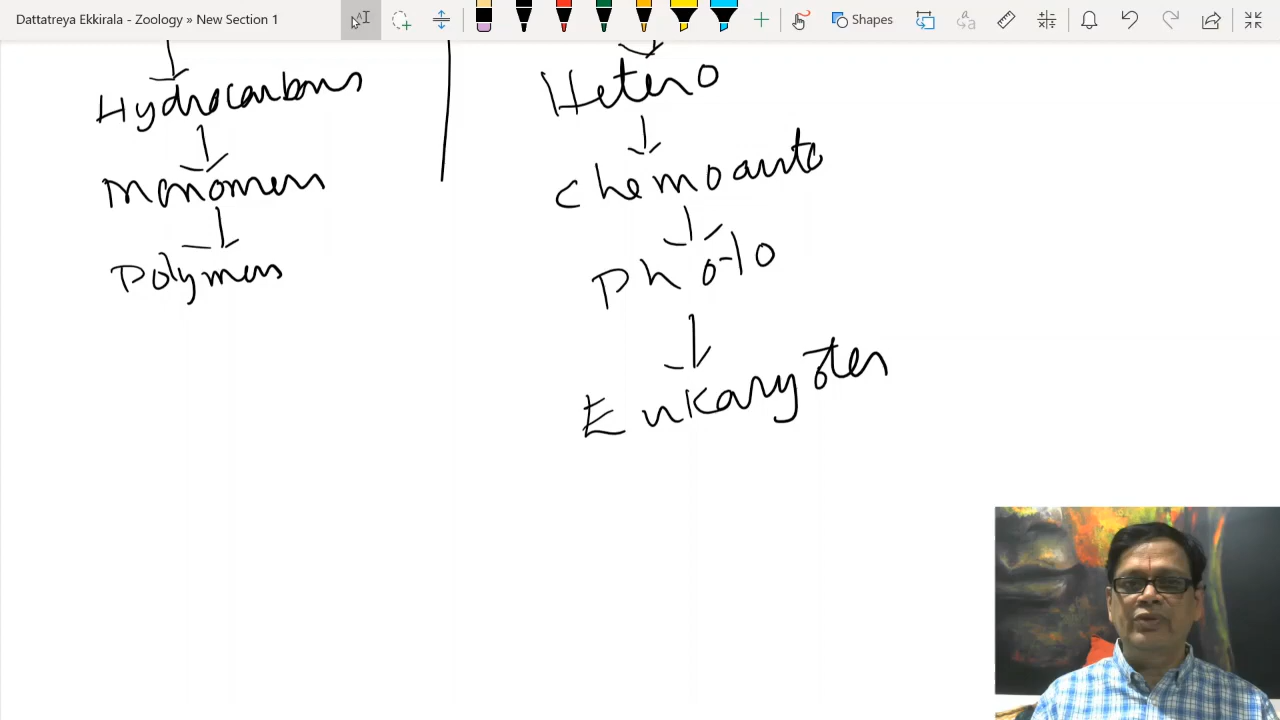 Dattatreya Ekkirala - Zoology » New Section 1
Shapes
Hydrocarbons
Monomers
Polymers
Hetero
Chemoauto
Photo
Eukaryotes